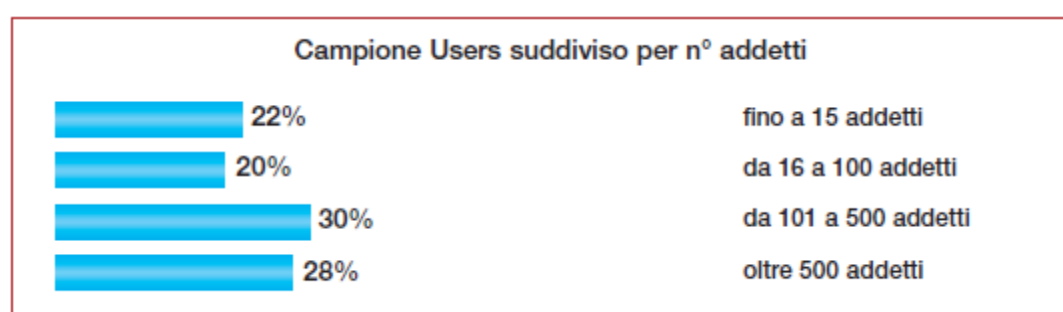 Campione Users suddiviso per n° addetti
22% fino a 15 addetti
20% da 16 a 100 addetti
30% da 101 a 500 addetti
28% oltre 500 addetti